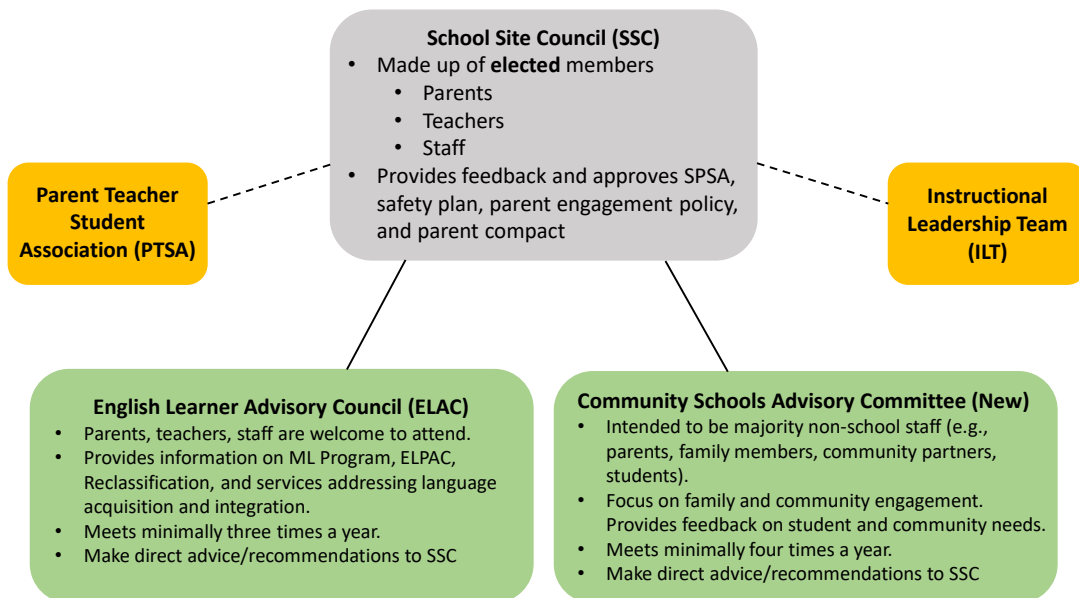 School Site Council (SSC)
• Made up of elected members
• Parents
• Teachers
• Staff
• Provides feedback and approves SPSA,
safety plan, parent engagement policy,
and parent compact
Parent Teacher
Student
Association (PTSA)
Instructional
Leadership Team
(ILT)
English Learner Advisory Council (ELAC)
• Parents, teachers, staff are welcome to attend.
• Provides information on ML Program, ELPAC,
Reclassification, and services addressing language
acquisition and integration.
• Meets minimally three times a year.
• Make direct advice/recommendations to SSC
Community Schools Advisory Committee (New)
• Intended to be majority non-school staff (e.g.,
parents, family members, community partners,
students).
• Focus on family and community engagement.
Provides feedback on student and community needs.
• Meets minimally four times a year.
• Make direct advice/recommendations to SSC